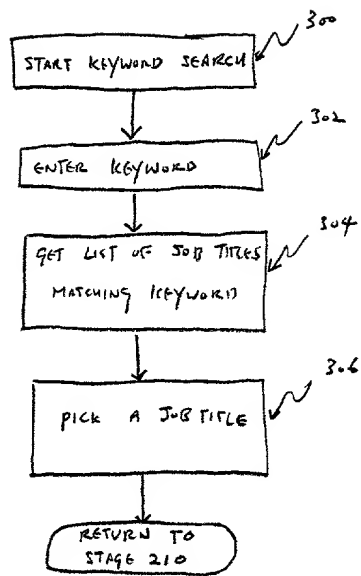 300
START KEYWORD SEARCH
302
ENTER KEYWORD
304
GET LIST OF JOB TITLES
MATCHING KEYWORD
306
PICK A JOB TITLE
RETURN TO
STAGE 210